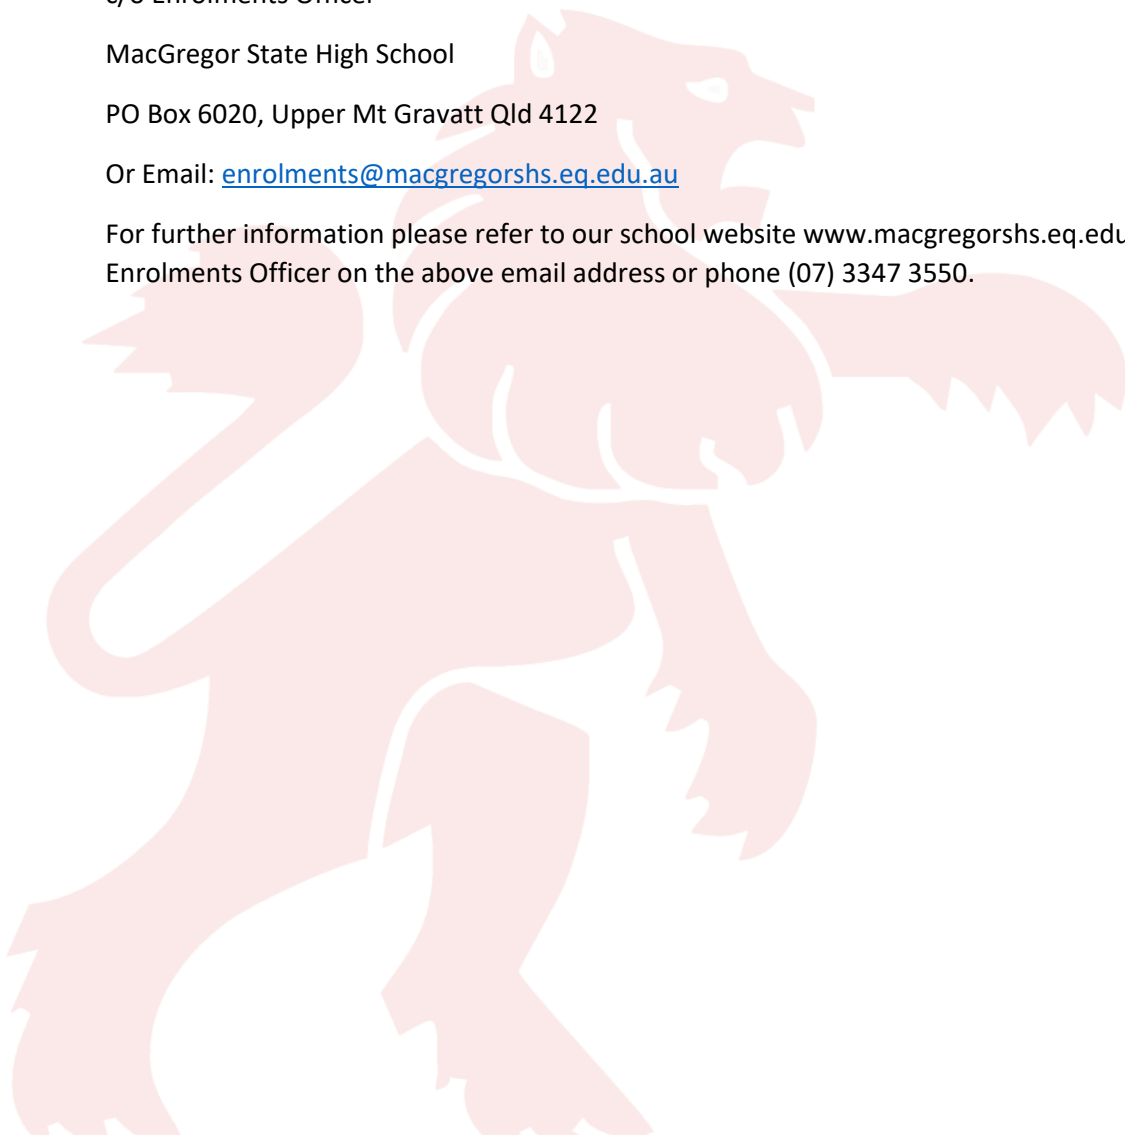 c/o Enrolments Officer
MacGregor State High School
PO Box 6020, Upper Mt Gravatt Qld 4122
Or Email: enrolments@macgregorshs.eq.edu.au
For further information please refer to our school website www.macgregorshs.eq.edu
Enrolments Officer on the above email address or phone (07) 3347 3550.